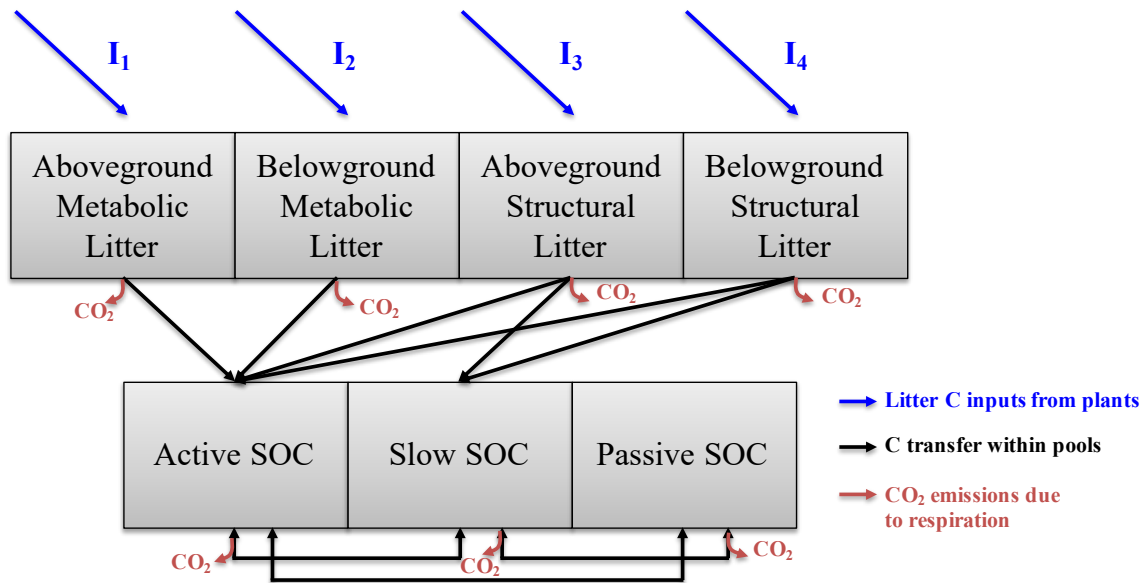 I₁
I₂
I₃
I₄
Aboveground
Metabolic
Litter
Belowground
Metabolic
Litter
Aboveground
Structural
Litter
Belowground
Structural
Litter
CO₂
CO₂
CO₂
CO₂
Active SOC
Slow SOC
Passive SOC
CO₂
CO₂
CO₂
Litter C inputs from plants
C transfer within pools
CO₂ emissions due
to respiration